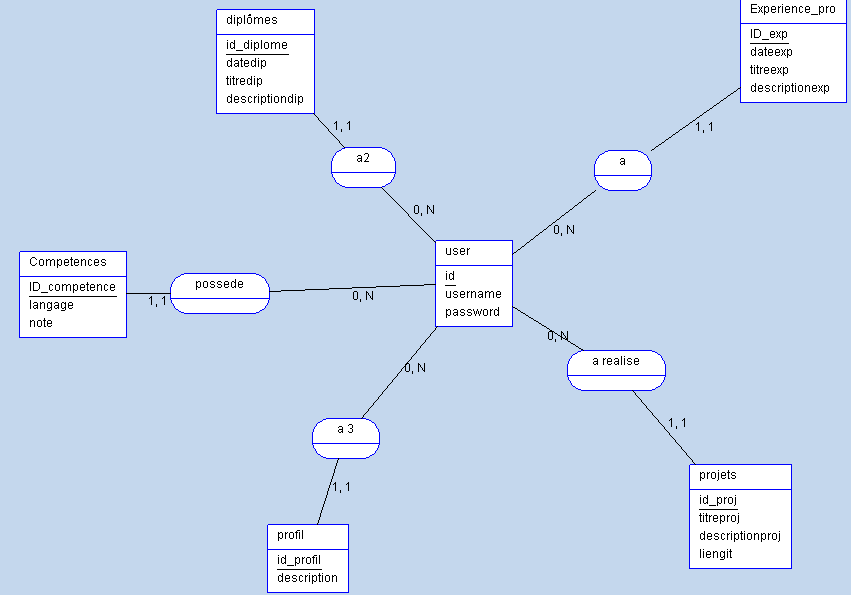 diplômes
id_diplome
datedip
titredip
descriptiondip
Experience_pro
ID_exp
dateexp
titreexp
descriptionexp
1, 1
1, 1
a2
a
0, N
0, N
user
id
username
password
Competences
ID_competence
langage
note
1, 1
possede
0, N
0, N
a realise
0, N
1, 1
a 3
1, 1
projets
id_proj
titreproj
descriptionproj
liengit
profil
id_profil
description